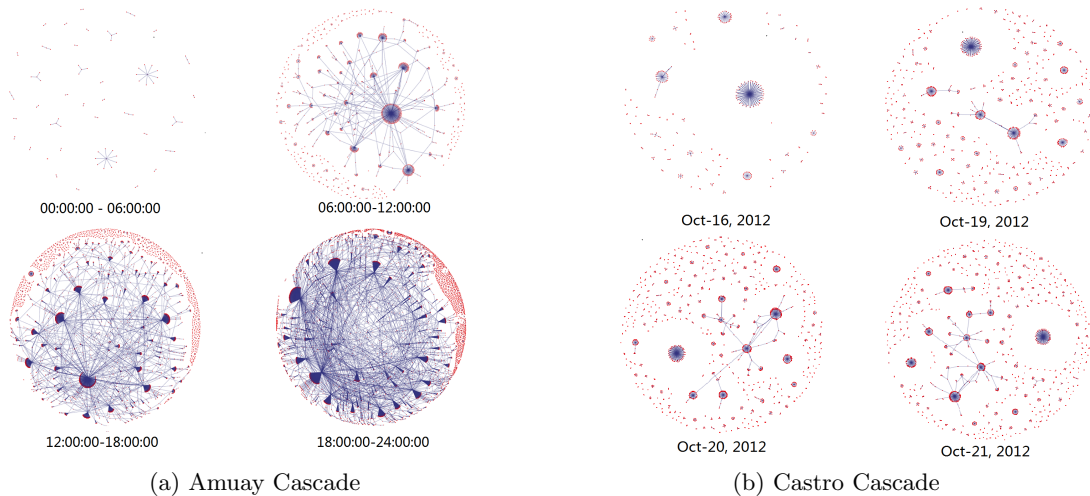 00:00:00 - 06:00:00
06:00:00-12:00:00
12:00:00-18:00:00
18:00:00-24:00:00
(a) Amuay Cascade
Oct-16, 2012
Oct-19, 2012
Oct-20, 2012
Oct-21, 2012
(b) Castro Cascade